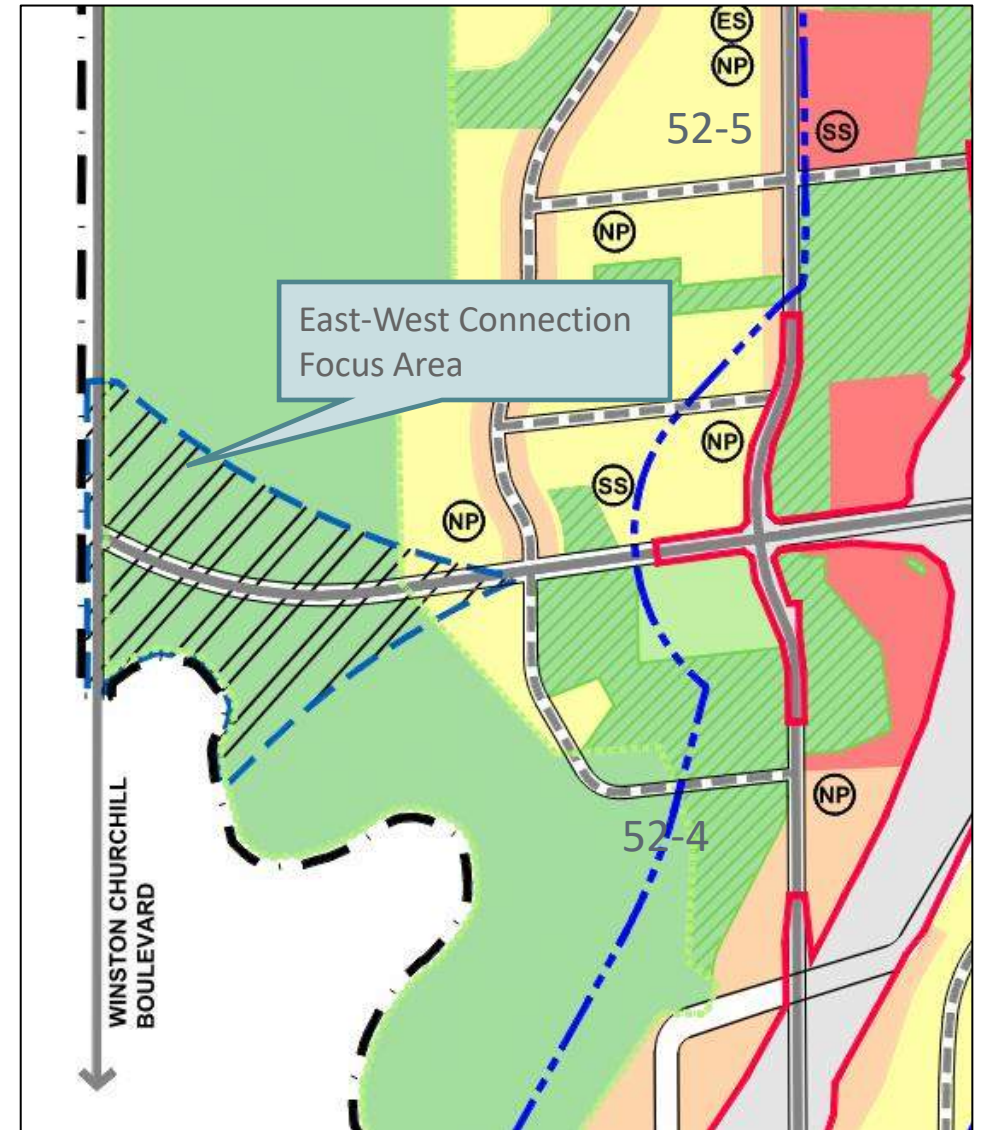 ES
NP
52-5
SS
NP
East-West Connection
Focus Area
NP
SS
NP
NP
52-4
WINSTON CHURCHILL
BOULEVARD